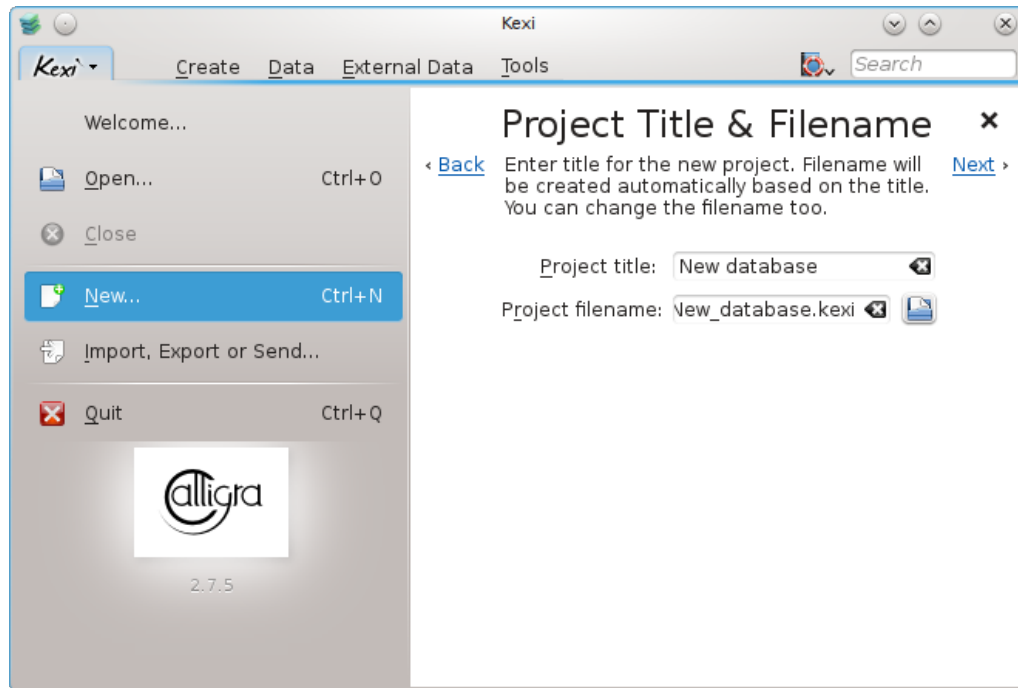 Kexi
Kexi Create Data External Data Tools Search
Welcome...
Open... Ctrl+O
Close
New... Ctrl+N
Import, Export or Send...
Quit Ctrl+Q
Calligra
2.7.5
Project Title & Filename
‹ Back
Enter title for the new project. Filename will
be created automatically based on the title.
You can change the filename too.
Next ›
Project title: New database
Project filename: New_database.kexi